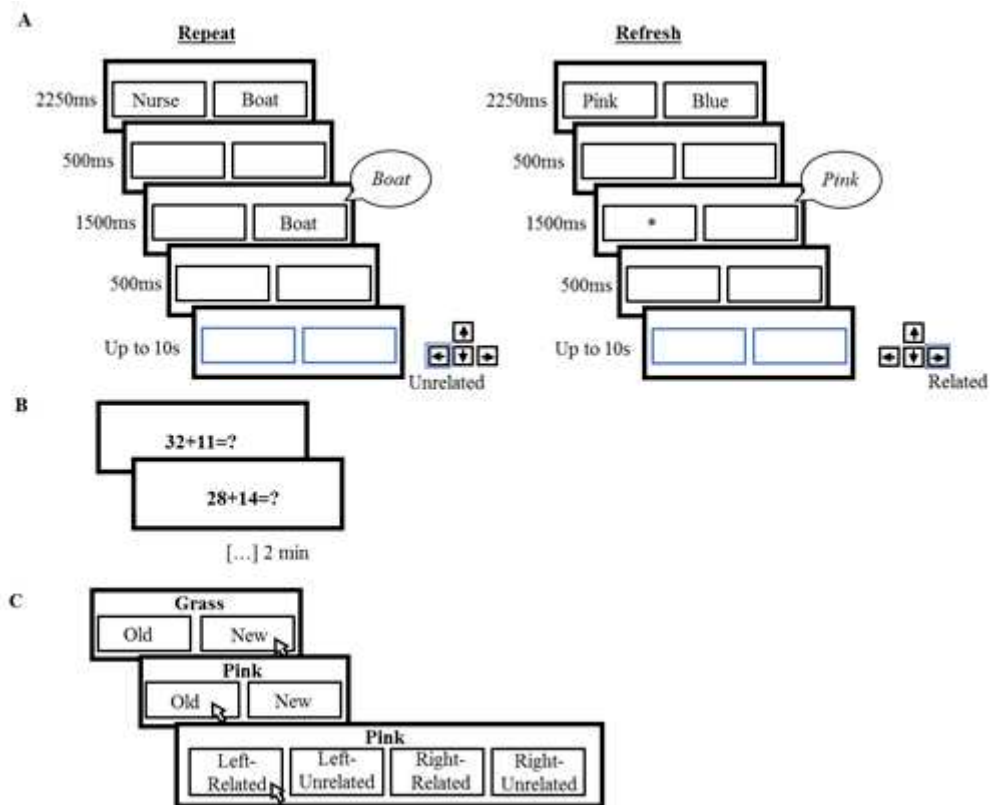 A
Repeat
Refresh
2250ms
Nurse
Boat
2250ms
Pink
Blue
500ms
500ms
Boat
Pink
1500ms
Boat
1500ms
*
500ms
500ms
Up to 10s
Unrelated
Up to 10s
Related
B
32+11=?
28+14=?
[...] 2 min
C
Grass
Old
New
Pink
Old
New
Pink
Left-
Related
Left-
Unrelated
Right-
Related
Right-
Unrelated